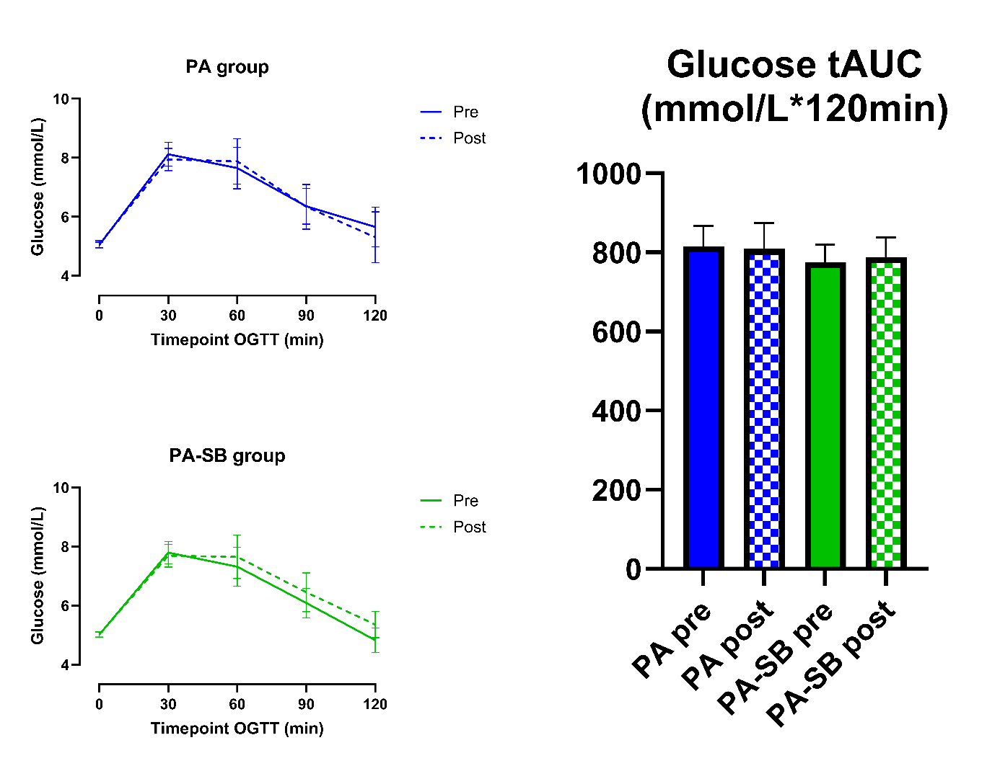 PA group
10
8
6
4
Glucose (mmol/L)
0 30 60 90 120
Timepoint OGTT (min)
Pre
Post
PA-SB group
10
8
6
4
Glucose (mmol/L)
0 30 60 90 120
Timepoint OGTT (min)
Pre
Post
Glucose tAUC
(mmol/L*120min)
1000
800
600
400
200
0
PA pre
PA post
PA-SB pre
PA-SB post